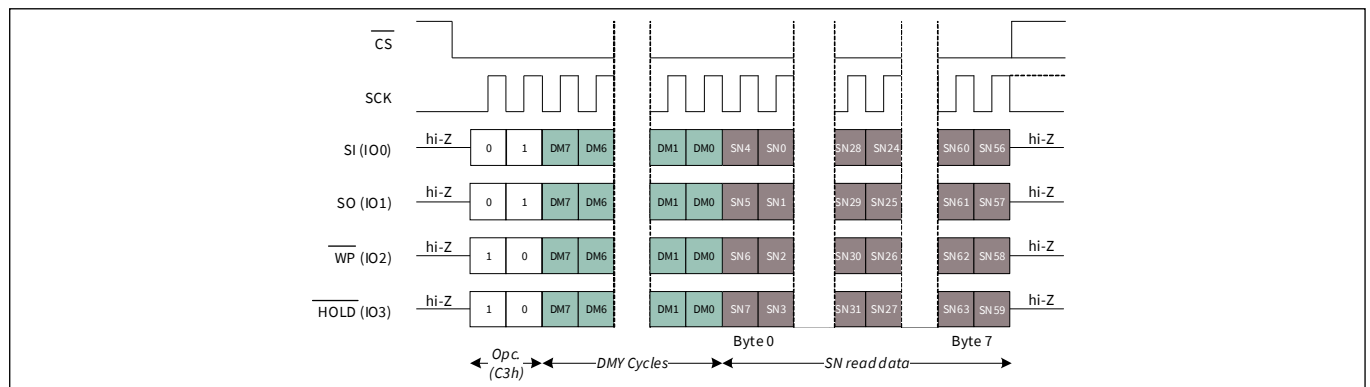 CS
SCK
SI (IO0) hi-Z 0 1 DM7 DM6 DM1 DM0 SN4 SN0 SN28 SN24 SN60 SN56 hi-Z
SO (IO1) hi-Z 0 1 DM7 DM6 DM1 DM0 SN5 SN1 SN29 SN25 SN61 SN57 hi-Z
WP (IO2) hi-Z 1 0 DM7 DM6 DM1 DM0 SN6 SN2 SN30 SN26 SN62 SN58 hi-Z
HOLD (IO3) hi-Z 1 0 DM7 DM6 DM1 DM0 SN7 SN3 SN31 SN27 SN63 SN59 hi-Z
Byte 0 Byte 7
Opc. DMY Cycles SN read data
(C3h)